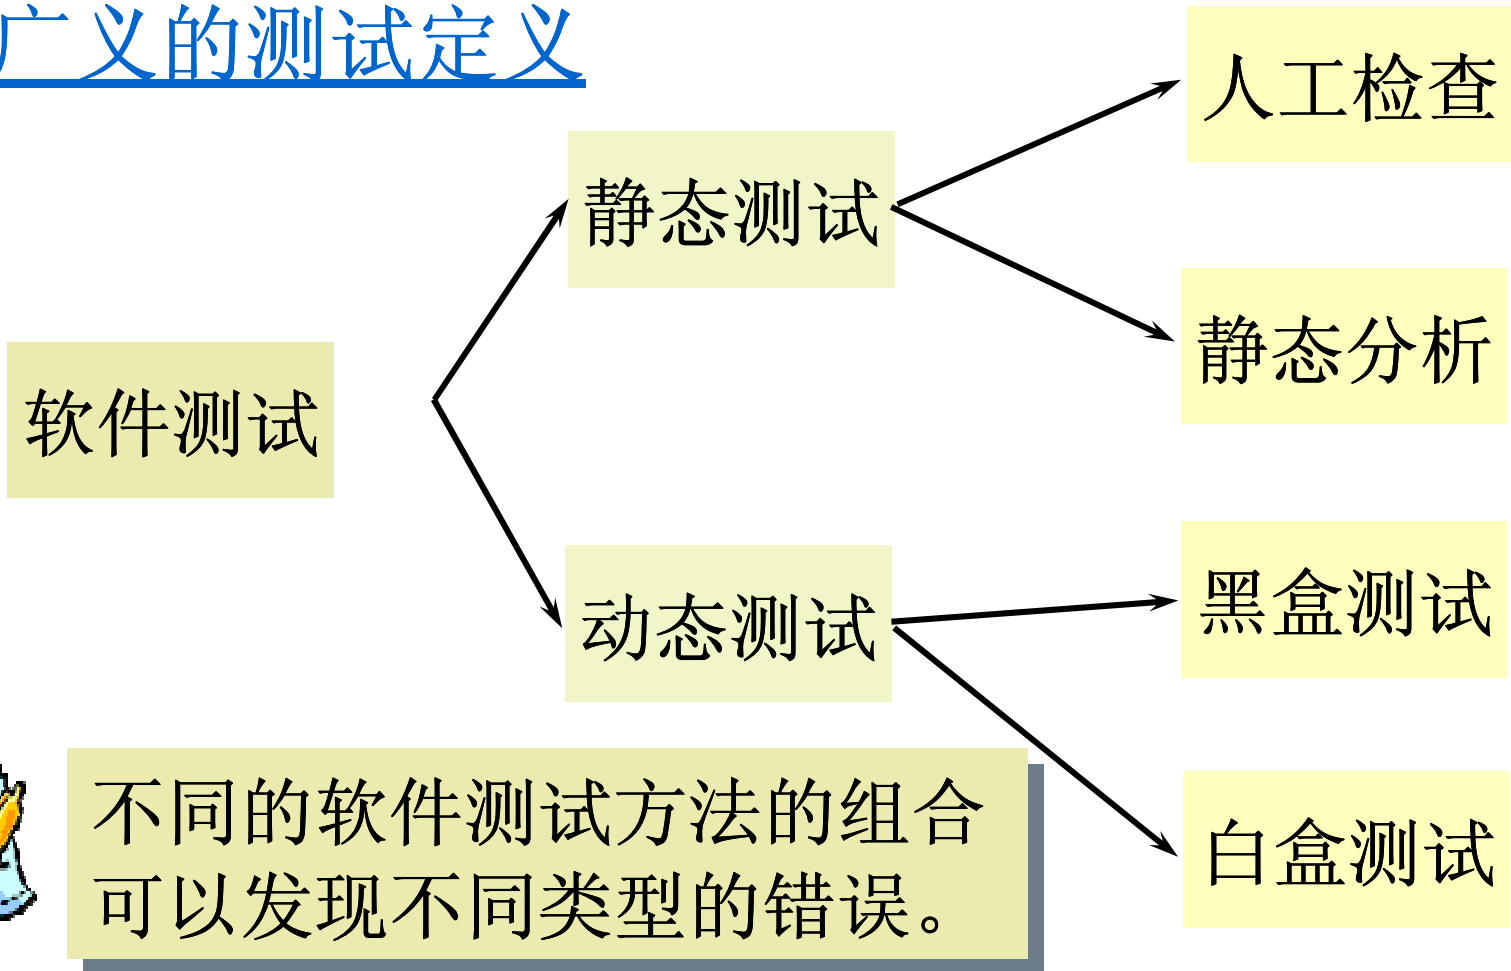 广义的测试定义
人工检查
静态测试
静态分析
软件测试
黑盒测试
动态测试
白盒测试
不同的软件测试方法的组合
可以发现不同类型的错误。